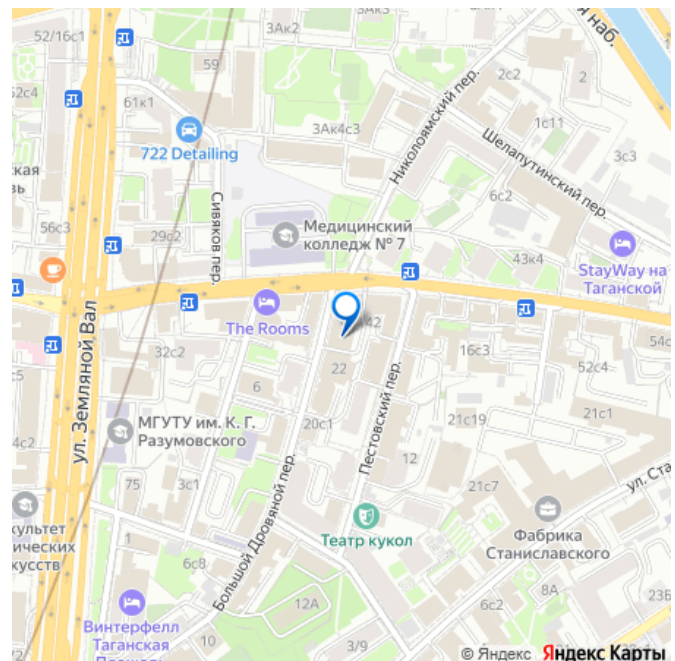 52/16с1
3Ак2
3Ак2
я наб.
59
2с2
2
61к1
3Ак4с3
Николоямский пер.
1с11
Шелапутинский пер.
3с3
722 Detailing
Сивяков пер.
6с2
56с3
29с2
Медицинский
колледж № 7
43к4
StayWay на
Таганской
The Rooms
42
ул. Земляной Вал
32с2
22
16с3
52с4
6
Пестовский пер.
МГУТУ им. К. Г.
Разумовского
20с1
21с19
21с1
75
3с1
12
21с7
ул. Ста
Большой Дровяной пер.
Театр кукол
Фабрика
Станиславского
1
6с8
12А
6с2
8А
23Б
Винтерфелл
Таганская
10
3/9
© Яндекс Яндекс Карты